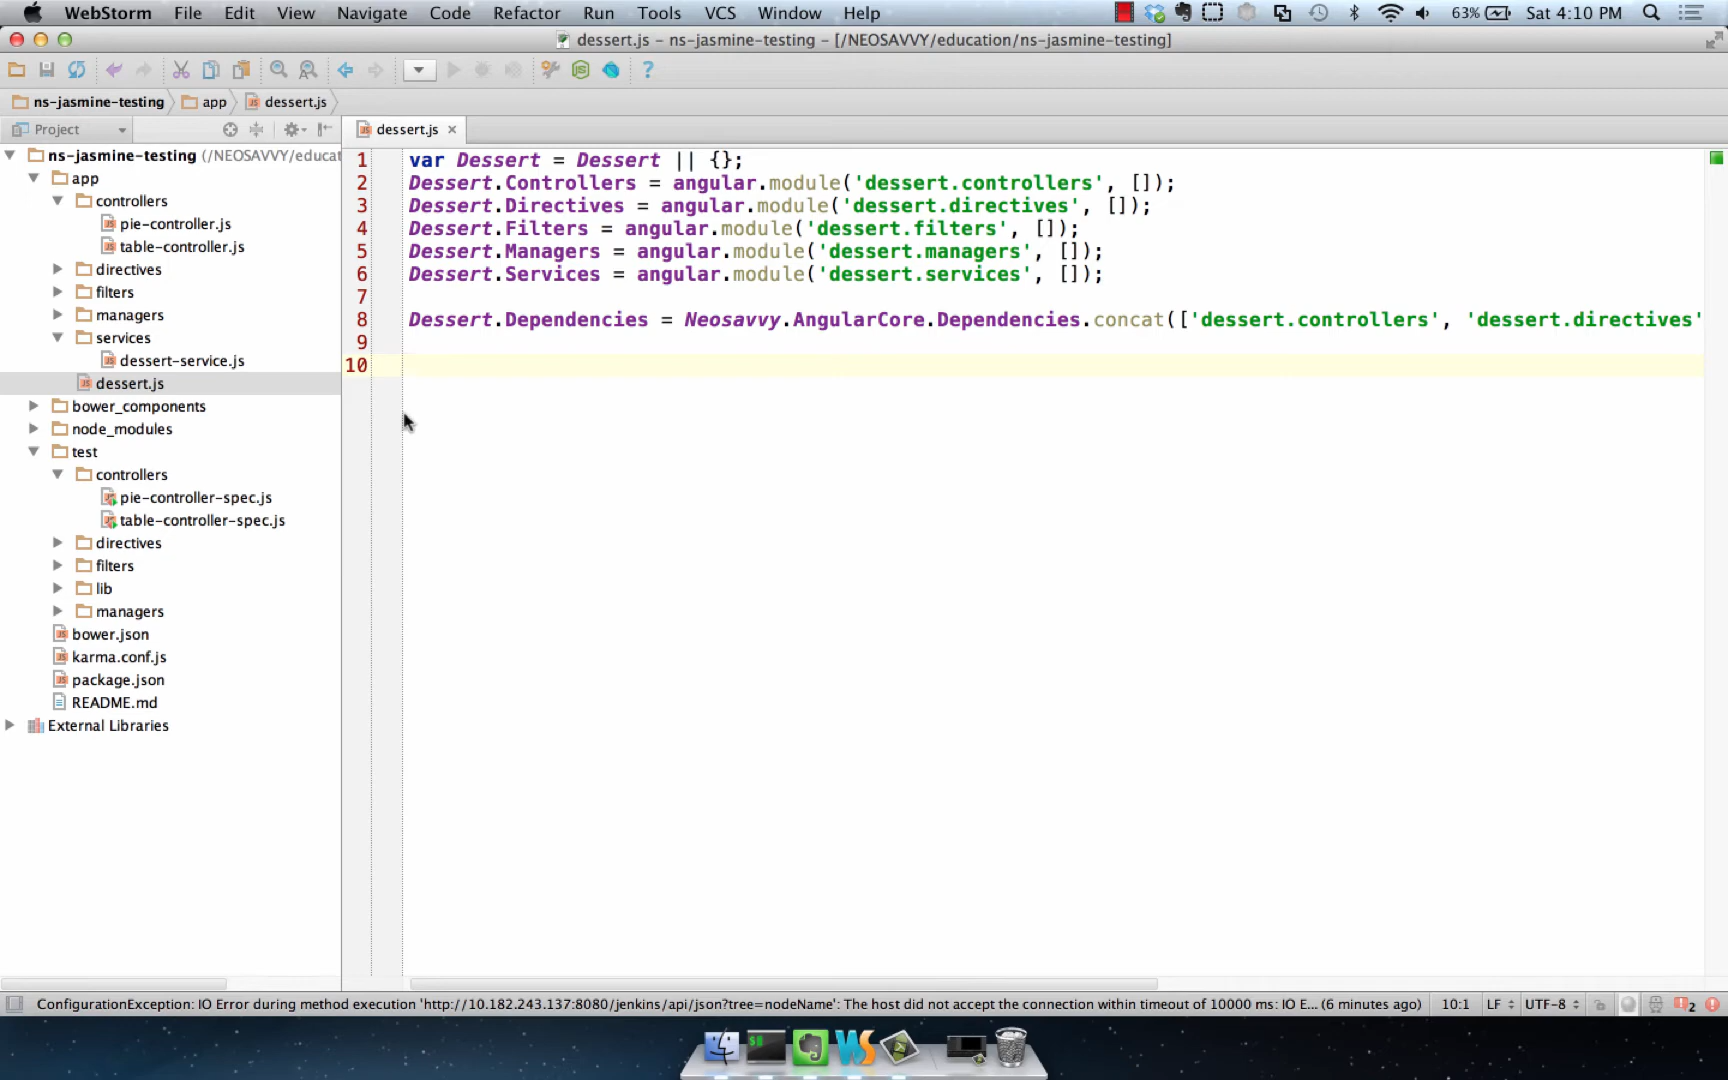 WebStorm File Edit View Navigate Code Refactor Run Tools VCS Window Help 63% Sat 4:10 PM
dessert.js – ns-jasmine-testing – [/NEOSAVVY/education/ns-jasmine-testing]
ns-jasmine-testing app dessert.js
Project dessert.js
ns-jasmine-testing (/NEOSAVVY/educat
app
controllers
pie-controller.js
table-controller.js
directives
filters
managers
services
dessert-service.js
dessert.js
bower_components
node_modules
test
controllers
pie-controller-spec.js
table-controller-spec.js
directives
filters
lib
managers
bower.json
karma.conf.js
package.json
README.md
External Libraries
1 var Dessert = Dessert || {};
2 Dessert.Controllers = angular.module('dessert.controllers', []);
3 Dessert.Directives = angular.module('dessert.directives', []);
4 Dessert.Filters = angular.module('dessert.filters', []);
5 Dessert.Managers = angular.module('dessert.managers', []);
6 Dessert.Services = angular.module('dessert.services', []);
7
8 Dessert.Dependencies = Neosavvy.AngularCore.Dependencies.concat(['dessert.controllers', 'dessert.directives'
9
10
ConfigurationException: IO Error during method execution 'http://10.182.243.137:8080/jenkins/api/json?tree=nodeName': The host did not accept the connection within timeout of 10000 ms: IO E... (6 minutes ago) 10:1 LF UTF-8 2